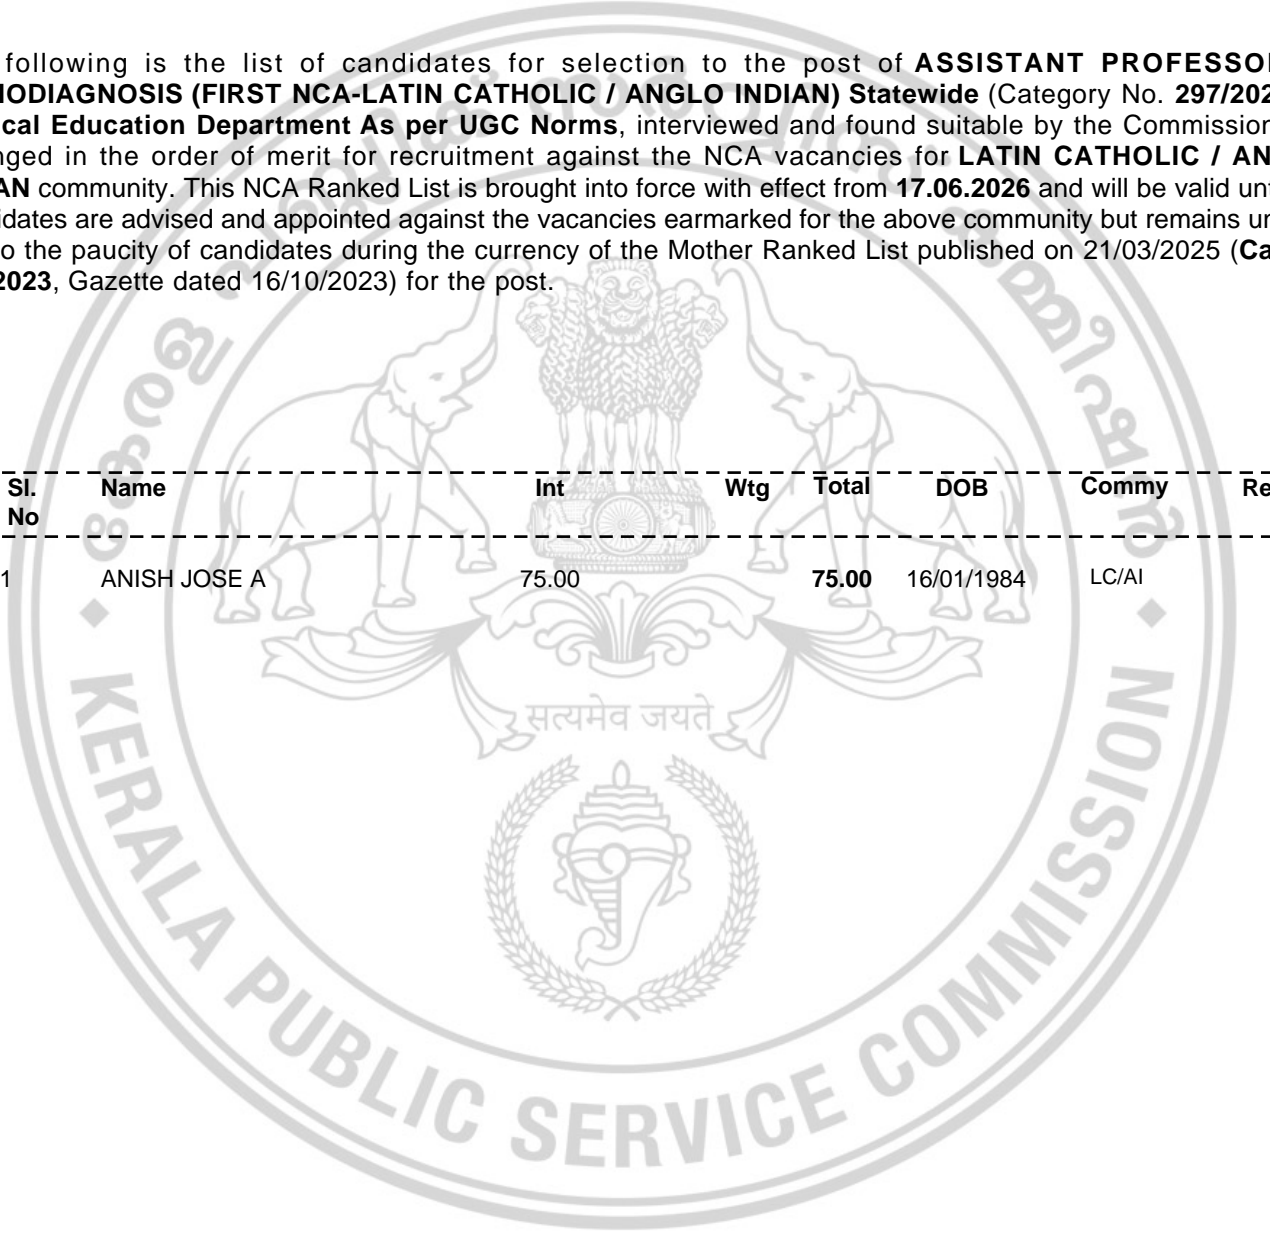 following is the list of candidates for selection to the post of ASSISTANT PROFESSO
IODIAGNOSIS (FIRST NCA-LATIN CATHOLIC / ANGLO INDIAN) Statewide (Category No. 297/202
cal Education Department As per UGC Norms, interviewed and found suitable by the Commission
nged in the order of merit for recruitment against the NCA vacancies for LATIN CATHOLIC / AN
AN community. This NCA Ranked List is brought into force with effect from 17.06.2026 and will be valid unt
idates are advised and appointed against the vacancies earmarked for the above community but remains un
o the paucity of candidates during the currency of the Mother Ranked List published on 21/03/2025 (Ca
2023, Gazette dated 16/10/2023) for the post.
Sl. No Name Int Wtg Total DOB Commy Re
1 ANISH JOSE A 75.00 75.00 16/01/1984 LC/AI
കേരള പബ്ലിക് സർവ്വീസ് കമ്മീഷൻ
सत्यमेव जयते
KERALA PUBLIC SERVICE COMMISSION